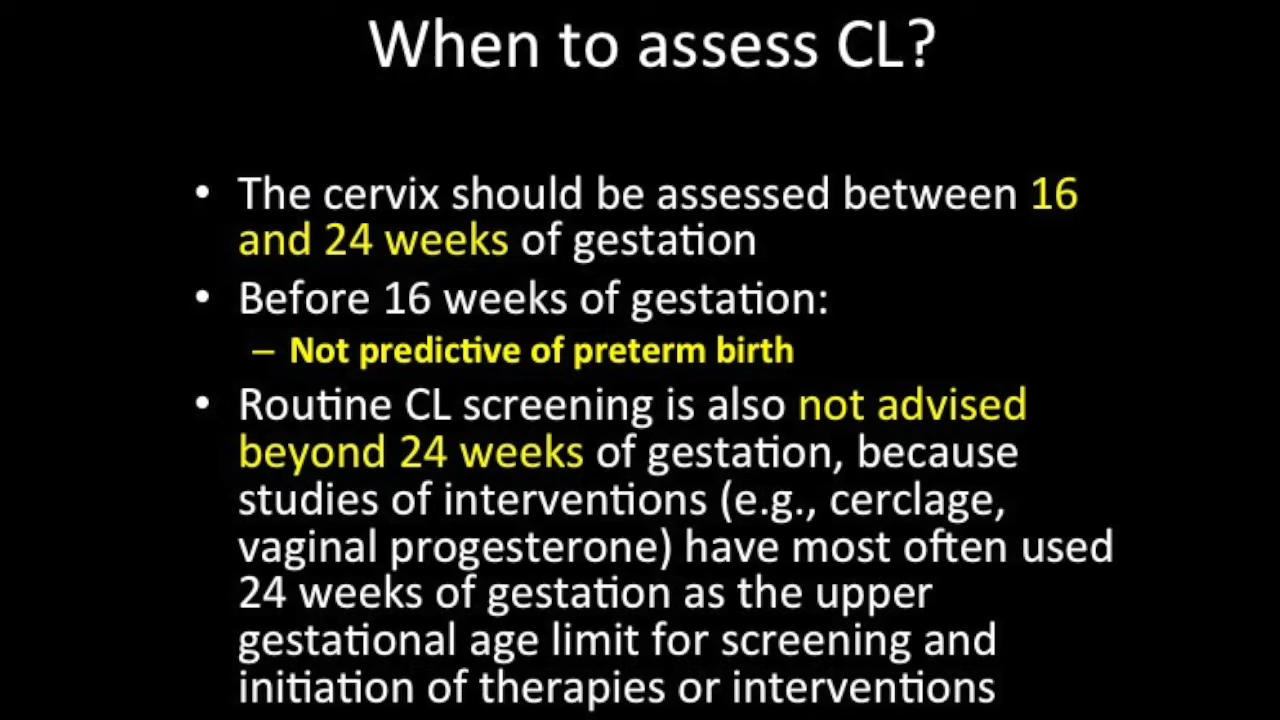 When to assess CL?
• The cervix should be assessed between 16
and 24 weeks of gestation
• Before 16 weeks of gestation:
– Not predictive of preterm birth
• Routine CL screening is also not advised
beyond 24 weeks of gestation, because
studies of interventions (e.g., cerclage,
vaginal progesterone) have most often used
24 weeks of gestation as the upper
gestational age limit for screening and
initiation of therapies or interventions